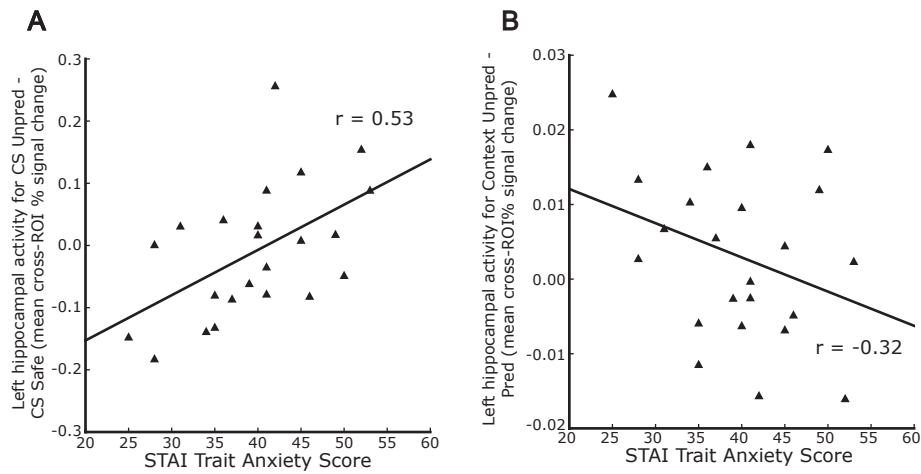 A
Left hippocampal activity for CS Unpred -
CS Safe (mean cross-ROI % signal change)
0.3
0.2
0.1
0.0
-0.1
-0.2
-0.3
r = 0.53
20 25 30 35 40 45 50 55 60
STAI Trait Anxiety Score
B
Left hippocampal activity for Context Unpred -
Pred (mean cross-ROI% signal change)
0.03
0.02
0.01
0.00
-0.01
-0.02
r = -0.32
20 25 30 35 40 45 50 55 60
STAI Trait Anxiety Score